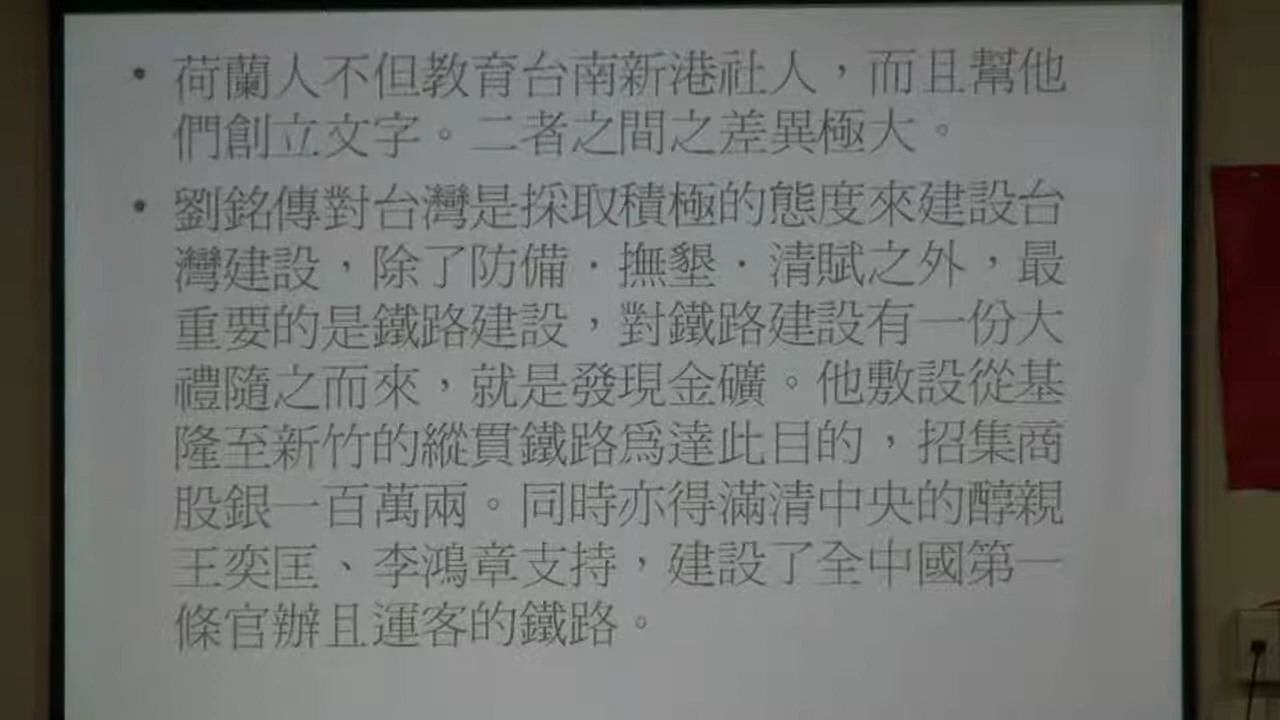 • 荷蘭人不但教育台南新港社人，而且幫他
們創立文字。二者之間之差異極大。
• 劉銘傳對台灣是採取積極的態度來建設台
灣建設，除了防備．撫墾．清賦之外，最
重要的是鐵路建設，對鐵路建設有一份大
禮隨之而來，就是發現金礦。他敷設從基
隆至新竹的縱貫鐵路爲達此目的，招集商
股銀一百萬兩。同時亦得滿清中央的醇親
王奕匡、李鴻章支持，建設了全中國第一
條官辦且運客的鐵路。